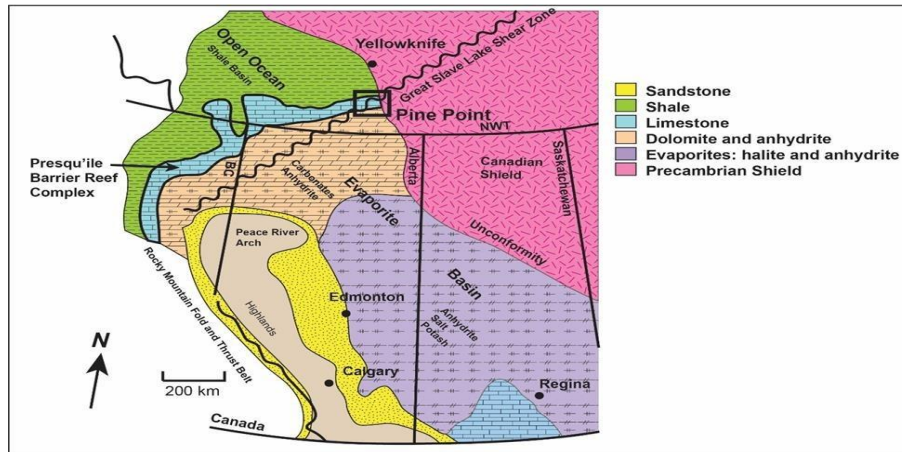 Open Ocean
Shale Basin
Yellowknife
Great Slave Lake Shear Zone
Pine Point
NWT
Presqu'ile
Barrier Reef
Complex
BC
Carbonates
Anhydrite
Evaporite
Alberta
Canadian
Shield
Saskatchewan
Unconformity
Peace River
Arch
Basin
Rocky Mountain Fold and Thrust Belt
Highlands
Edmonton
Anhydrite
Salt
Potash
N
200 km
Calgary
Regina
Canada
Sandstone
Shale
Limestone
Dolomite and anhydrite
Evaporites: halite and anhydrite
Precambrian Shield